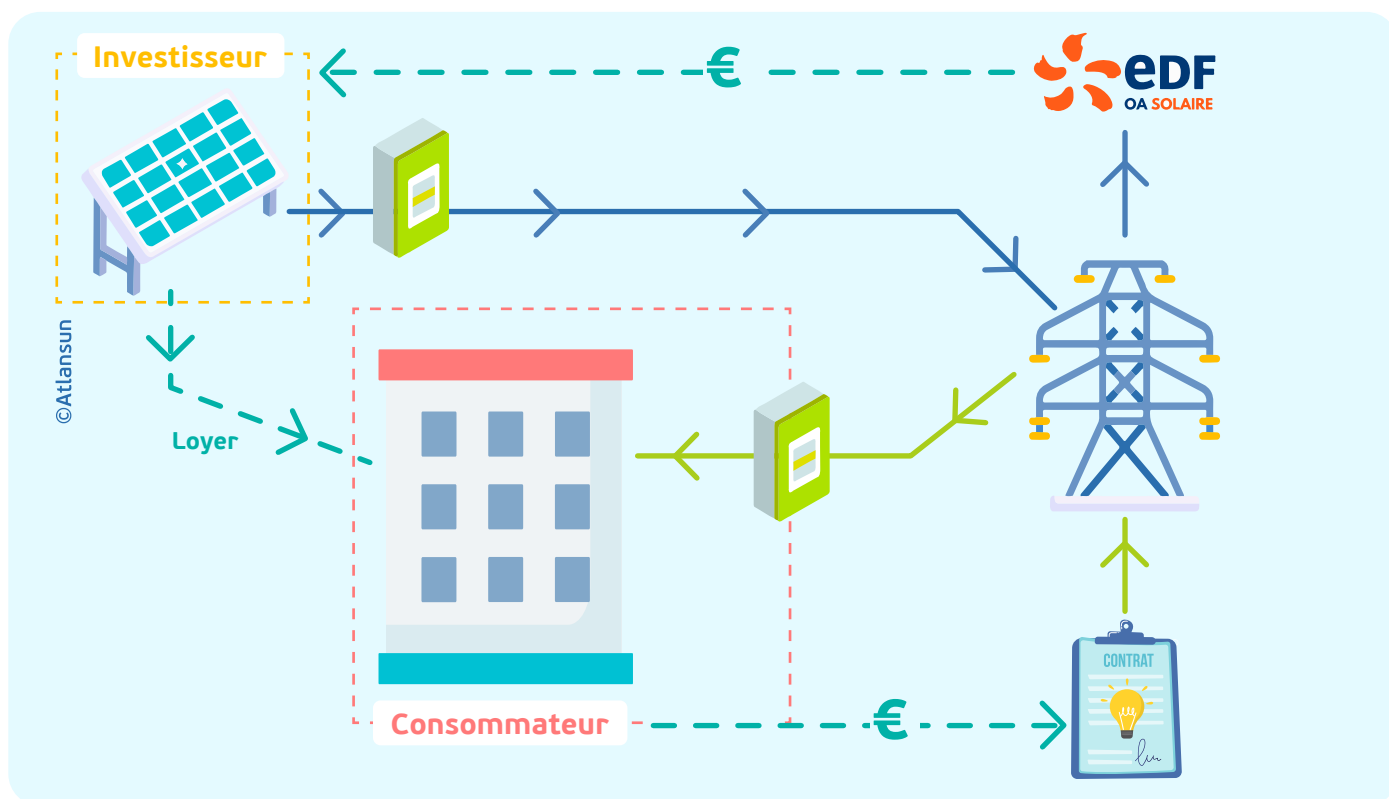 Investisseur
€
eDF
OA SOLAIRE
©Atlansun
Loyer
CONTRAT
Consommateur
€